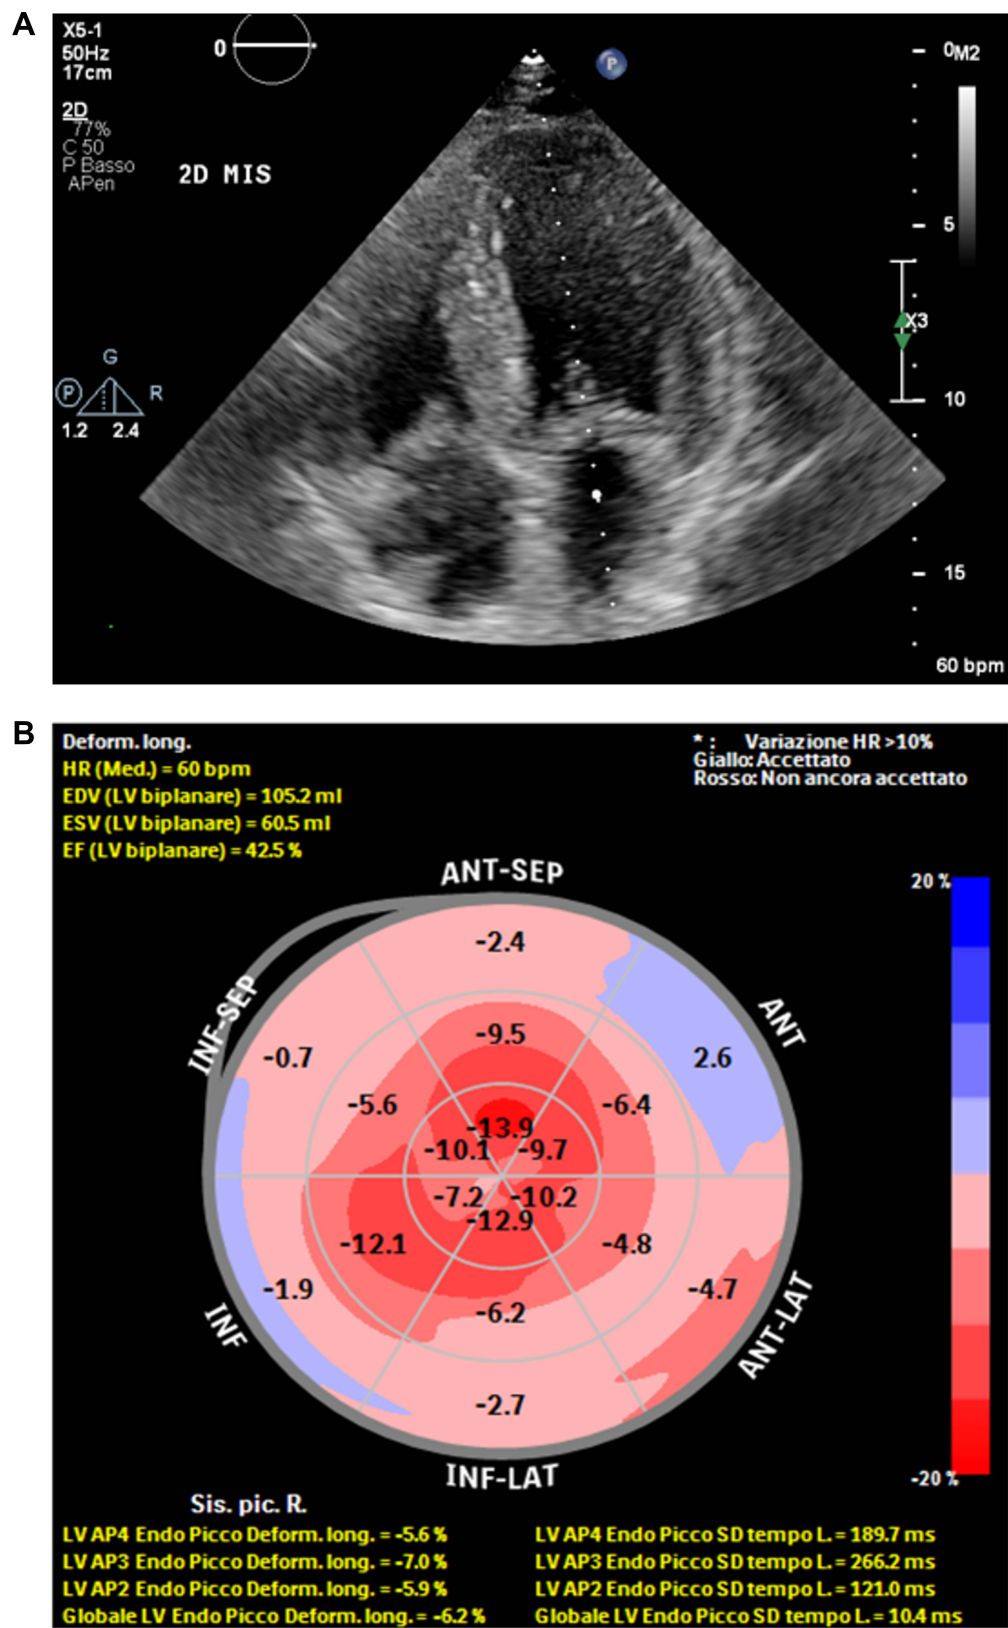 A
X5-1
50Hz
17cm
0
P
0
M2
2D
77%
C 50
P Basso
APen
2D MIS
5
X3
G
P
R
1.2
2.4
10
15
60 bpm
B
Deform. long.
HR (Med.) = 60 bpm
EDV (LV biplanare) = 105.2 ml
ESV (LV biplanare) = 60.5 ml
EF (LV biplanare) = 42.5 %
* : Variazione HR >10%
Giallo: Accettato
Rosso: Non ancora accettato
ANT-SEP
20 %
-2.4
INF-SEP
ANT
-9.5
-0.7
2.6
-5.6
-6.4
-13.9
-10.1
-9.7
-7.2
-10.2
-12.9
-12.1
-4.8
-1.9
-4.7
-6.2
INF
ANT-LAT
-2.7
INF-LAT
-20 %
Sis. pic. R.
LV AP4 Endo Picco Deform. long. = -5.6 %
LV AP3 Endo Picco Deform. long. = -7.0 %
LV AP2 Endo Picco Deform. long. = -5.9 %
Globale LV Endo Picco Deform. long. = -6.2 %
LV AP4 Endo Picco SD tempo L. = 189.7 ms
LV AP3 Endo Picco SD tempo L. = 266.2 ms
LV AP2 Endo Picco SD tempo L. = 121.0 ms
Globale LV Endo Picco SD tempo L. = 10.4 ms